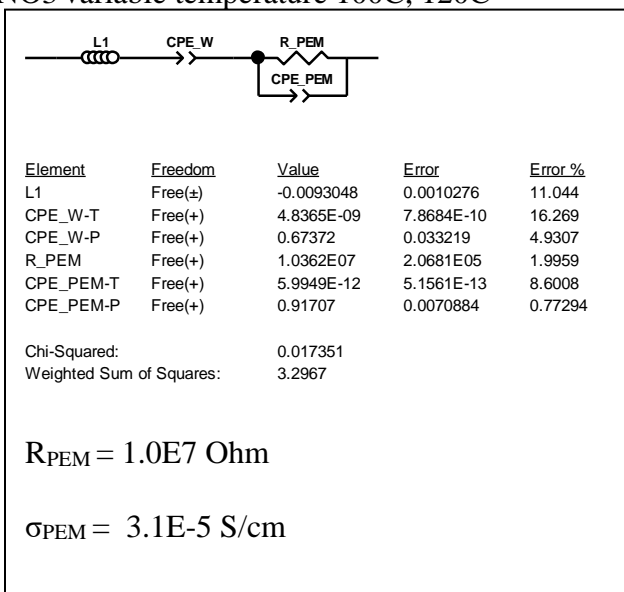 NO3 variable temperature 100C, 120C
L1 CPE_W R_PEM
CPE_PEM
Element Freedom Value Error Error %
L1 Free(±) -0.0093048 0.0010276 11.044
CPE_W-T Free(+) 4.8365E-09 7.8684E-10 16.269
CPE_W-P Free(+) 0.67372 0.033219 4.9307
R_PEM Free(+) 1.0362E07 2.0681E05 1.9959
CPE_PEM-T Free(+) 5.9949E-12 5.1561E-13 8.6008
CPE_PEM-P Free(+) 0.91707 0.0070884 0.77294
Chi-Squared: 0.017351
Weighted Sum of Squares: 3.2967
RPEM = 1.0E7 Ohm
σPEM = 3.1E-5 S/cm